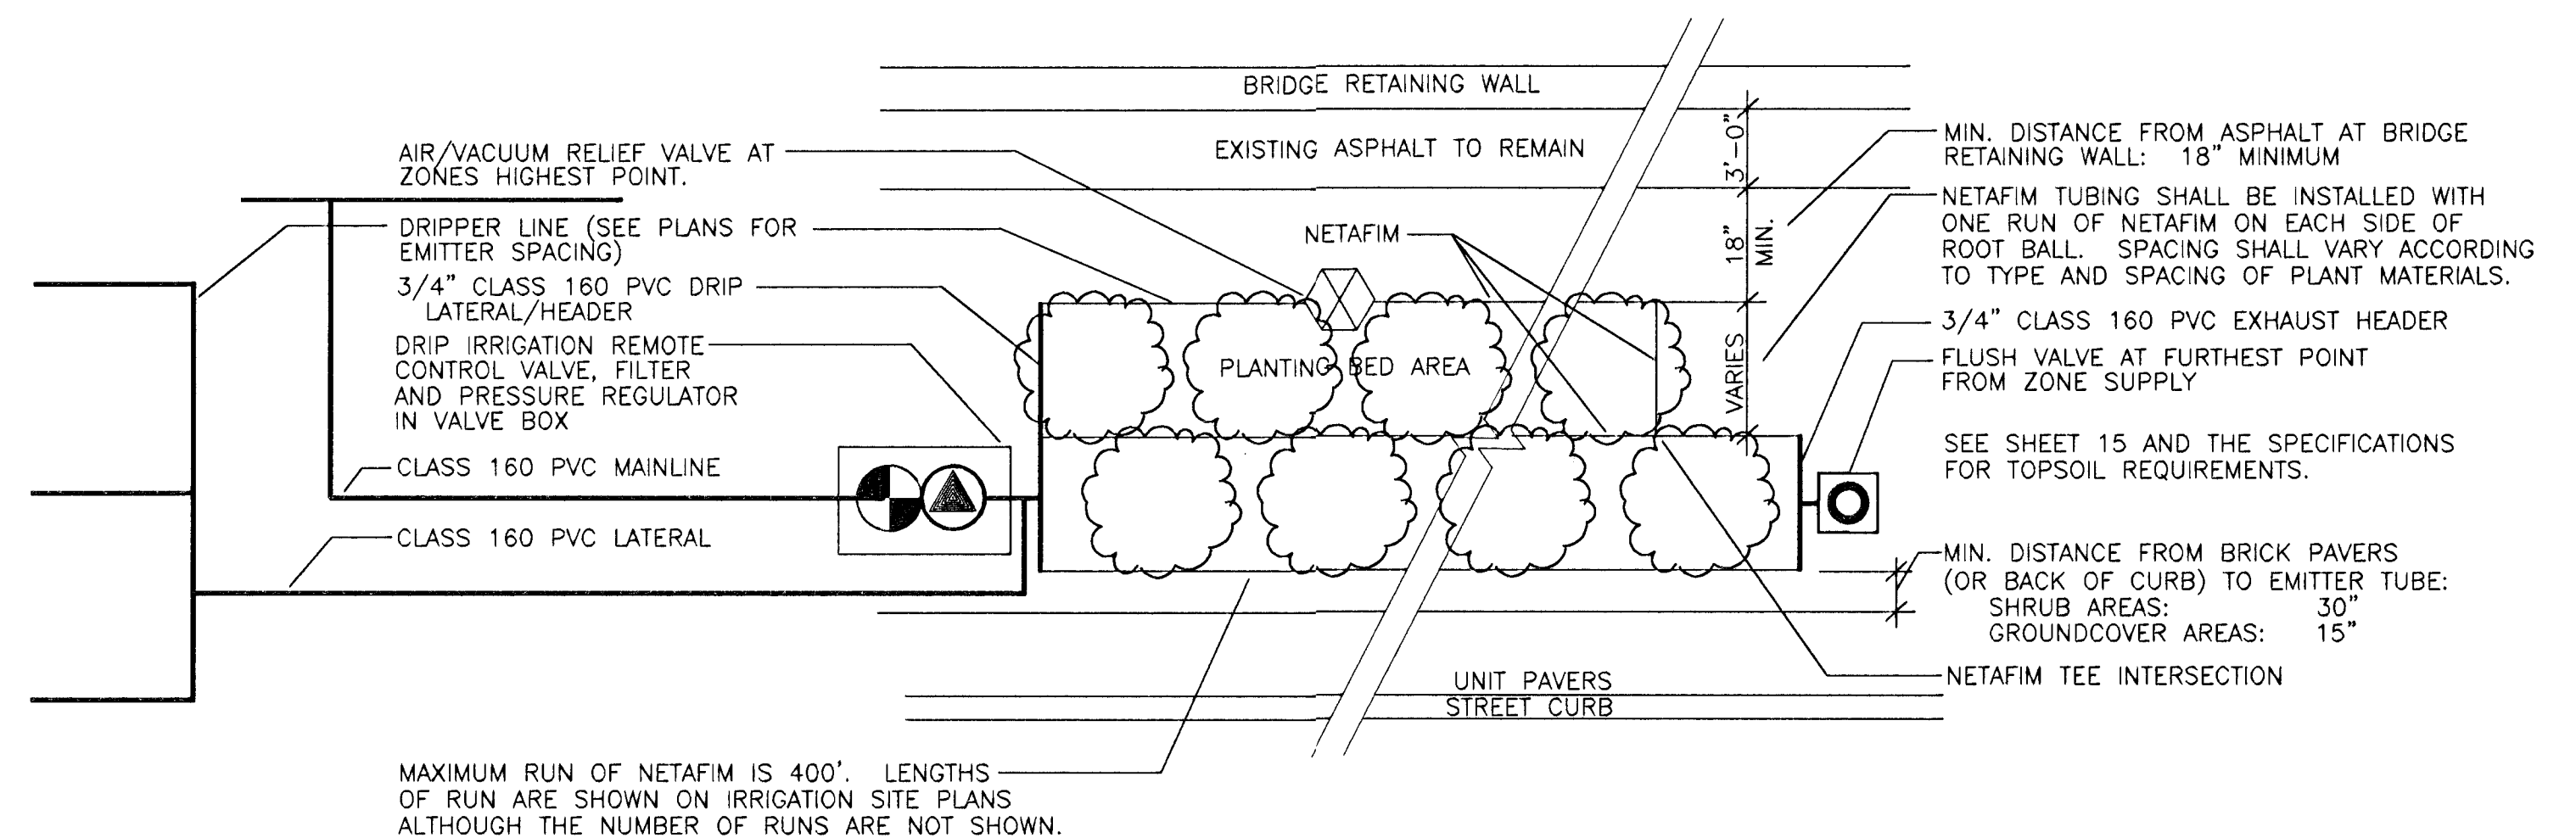 BRIDGE RETAINING WALL
EXISTING ASPHALT TO REMAIN
AIR/VACUUM RELIEF VALVE AT
ZONES HIGHEST POINT.
DRIPPER LINE (SEE PLANS FOR
EMITTER SPACING)
3/4" CLASS 160 PVC DRIP
LATERAL/HEADER
DRIP IRRIGATION REMOTE
CONTROL VALVE, FILTER
AND PRESSURE REGULATOR
IN VALVE BOX
CLASS 160 PVC MAINLINE
CLASS 160 PVC LATERAL
NETAFIM
PLANTING BED AREA
3'-0"
18"
MIN.
VARIES
MIN. DISTANCE FROM ASPHALT AT BRIDGE
RETAINING WALL: 18" MINIMUM
NETAFIM TUBING SHALL BE INSTALLED WITH
ONE RUN OF NETAFIM ON EACH SIDE OF
ROOT BALL. SPACING SHALL VARY ACCORDING
TO TYPE AND SPACING OF PLANT MATERIALS.
3/4" CLASS 160 PVC EXHAUST HEADER
FLUSH VALVE AT FURTHEST POINT
FROM ZONE SUPPLY
SEE SHEET 15 AND THE SPECIFICATIONS
FOR TOPSOIL REQUIREMENTS.
MIN. DISTANCE FROM BRICK PAVERS
(OR BACK OF CURB) TO EMITTER TUBE:
SHRUB AREAS: 30"
GROUNDCOVER AREAS: 15"
NETAFIM TEE INTERSECTION
UNIT PAVERS
STREET CURB
MAXIMUM RUN OF NETAFIM IS 400'. LENGTHS
OF RUN ARE SHOWN ON IRRIGATION SITE PLANS
ALTHOUGH THE NUMBER OF RUNS ARE NOT SHOWN.